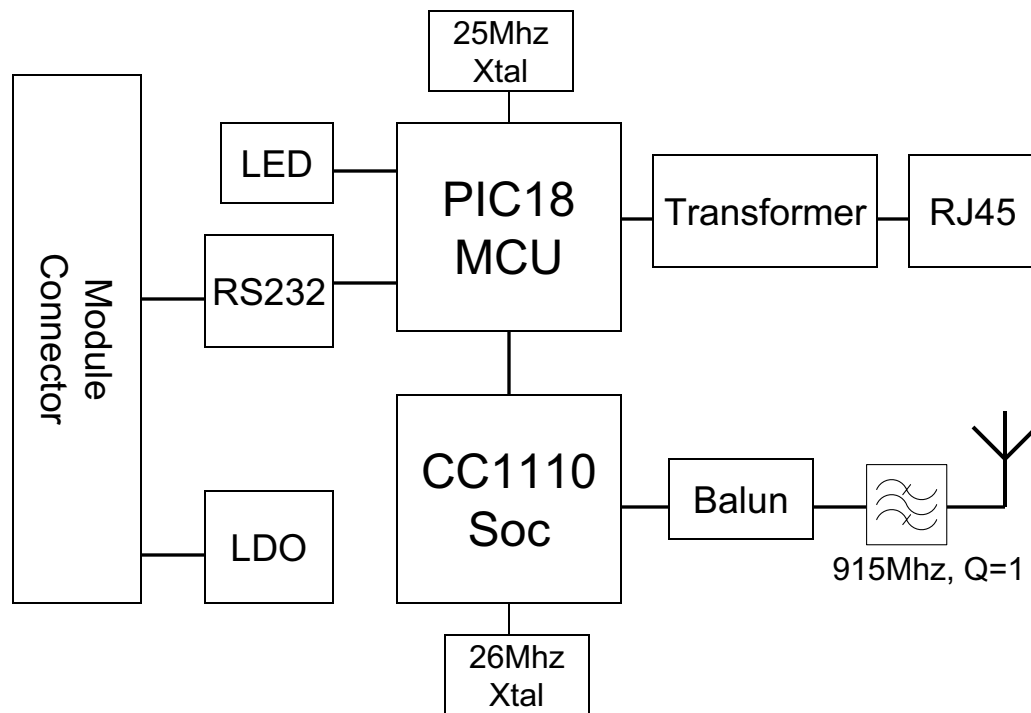 25Mhz
Xtal
LED
PIC18
MCU
Transformer
RJ45
Module
Connector
RS232
CC1110
Soc
Balun
LDO
915Mhz, Q=1
26Mhz
Xtal